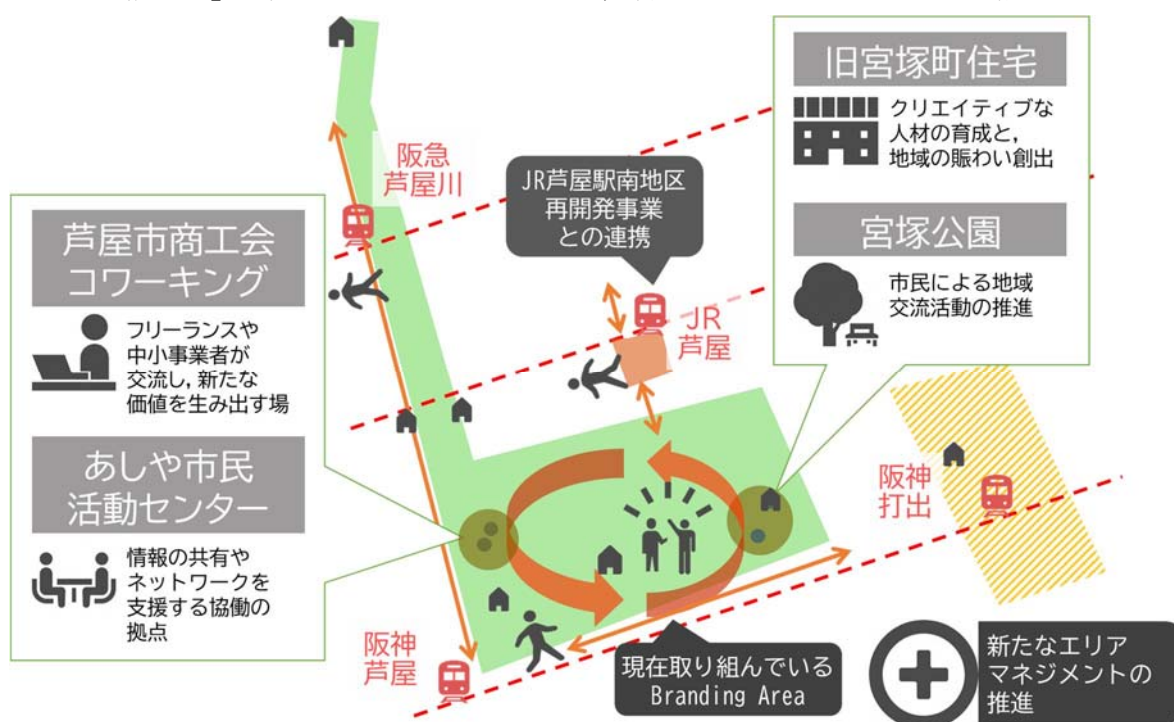 旧宮塚町住宅
クリエイティブな
人材の育成と,
地域の賑わい創出
宮塚公園
市民による地域
交流活動の推進
阪急
芦屋川
JR芦屋駅南地区
再開発事業
との連携
JR
芦屋
芦屋市商工会
コワーキング
フリーランスや
中小事業者が
交流し,新たな
価値を生み出す場
あしや市民
活動センター
情報の共有や
ネットワークを
支援する協働の
拠点
阪神
打出
阪神
芦屋
現在取り組んでいる
Branding Area
新たなエリア
マネジメントの
推進